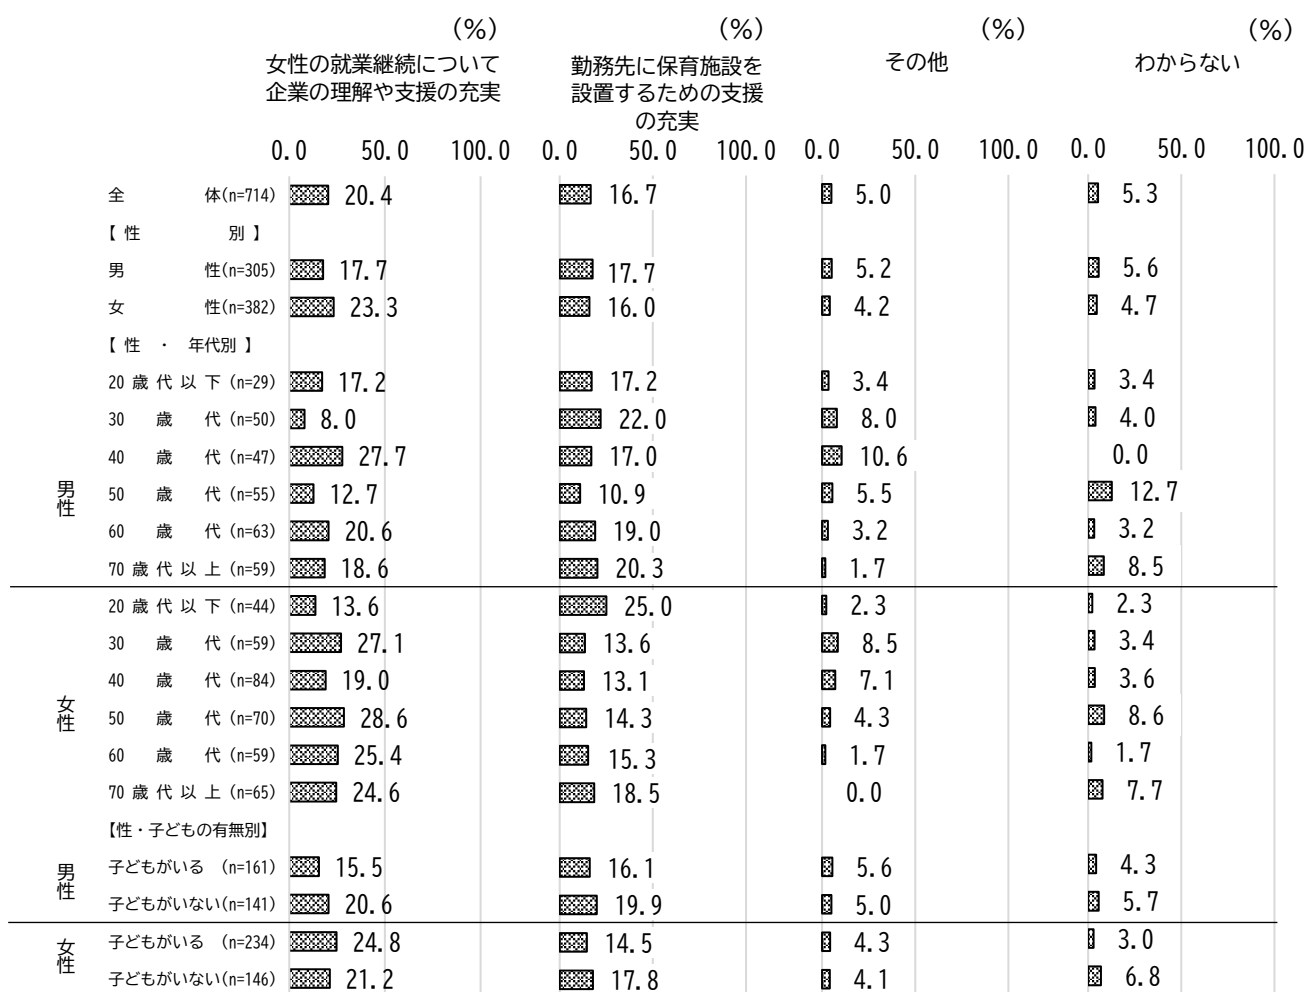 (%) (%) (%) (%)
女性の就業継続について
企業の理解や支援の充実
勤務先に保育施設を
設置するための支援
の充実
その他
わからない
0.0 50.0 100.0 0.0 50.0 100.0 0.0 50.0 100.0 0.0 50.0 100.0
全 体(n=714) 20.4 16.7 5.0 5.3
【 性 別 】
男 性(n=305) 17.7 17.7 5.2 5.6
女 性(n=382) 23.3 16.0 4.2 4.7
【 性 ・ 年代別 】
男性
20 歳 代 以 下 (n=29) 17.2 17.2 3.4 3.4
30 歳 代 (n=50) 8.0 22.0 8.0 4.0
40 歳 代 (n=47) 27.7 17.0 10.6 0.0
50 歳 代 (n=55) 12.7 10.9 5.5 12.7
60 歳 代 (n=63) 20.6 19.0 3.2 3.2
70 歳 代 以 上 (n=59) 18.6 20.3 1.7 8.5
女性
20 歳 代 以 下 (n=44) 13.6 25.0 2.3 2.3
30 歳 代 (n=59) 27.1 13.6 8.5 3.4
40 歳 代 (n=84) 19.0 13.1 7.1 3.6
50 歳 代 (n=70) 28.6 14.3 4.3 8.6
60 歳 代 (n=59) 25.4 15.3 1.7 1.7
70 歳 代 以 上 (n=65) 24.6 18.5 0.0 7.7
【性・子どもの有無別】
男性
子どもがいる (n=161) 15.5 16.1 5.6 4.3
子どもがいない(n=141) 20.6 19.9 5.0 5.7
女性
子どもがいる (n=234) 24.8 14.5 4.3 3.0
子どもがいない(n=146) 21.2 17.8 4.1 6.8